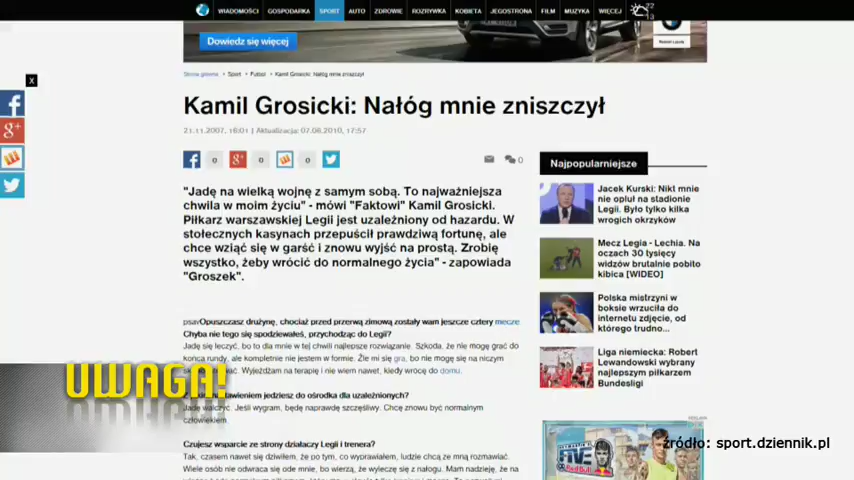 WIADOMOŚCI GOSPODARKA SPORT AUTO ZDROWIE ROZRYWKA KOBIETA JEGOSTRONA FILM MUZYKA WIĘCEJ
Dowiedz się więcej
Strona główna Sport Futbol Kamil Grosicki: Nałóg mnie zniszczył
x
Kamil Grosicki: Nałóg mnie zniszczył
21.11.2007, 16:01 | Aktualizacja: 07.06.2010, 17:57
0 0 0 0
"Jadę na wielką wojnę z samym sobą. To najważniejsza
chwila w moim życiu" - mówi "Faktowi" Kamil Grosicki.
Piłkarz warszawskiej Legii jest uzależniony od hazardu. W
stołecznych kasynach przepuścił prawdziwą fortunę, ale
chce wziąć się w garść i znowu wyjść na prostą. Zrobię
wszystko, żeby wrócić do normalnego życia" - zapowiada
"Groszek".
psavOpuszczasz drużynę, chociaż przed przerwą zimową zostały wam jeszcze cztery mecze
Chyba nie tego się spodziewałeś, przychodząc do Legii?
Jadę się leczyć, bo to dla mnie w tej chwili najlepsze rozwiązanie. Szkoda, że nie mogę grać do
końca rundy, ale kompletnie nie jestem w formie. Źle mi się gra, bo nie mogę się na niczym
skoncentrować. Wyjeżdżam na terapię i nie wiem nawet, kiedy wrócę do domu.
nastawieniem jedziesz do ośrodka dla uzależnionych?
Jadę walczyć. Jeśli wygram, będę naprawdę szczęśliwy. Chcę znowu być normalnym
człowiekiem.
Czujesz wsparcie ze strony działaczy Legii i trenera?
Tak, czasem nawet się dziwiłem, że po tym, co wyprawiałem, ludzie chcą ze mną rozmawiać.
Wiele osób nie odwraca się ode mnie, bo wierzą, że wyleczę się z nałogu. Mam nadzieję, że na
Najpopularniejsze
Jacek Kurski: Nikt mnie
nie opluł na stadionie
Legii. Było tylko kilka
wrogich okrzyków
Mecz Legia - Lechia. Na
oczach 30 tysięcy
widzów brutalnie pobito
kibica [WIDEO]
Polska mistrzyni w
boksie wrzuciła do
internetu zdjęcie, od
którego trudno...
Liga niemiecka: Robert
Lewandowski wybrany
najlepszym piłkarzem
Bundesligi
REKLAMA
FIVE
Red Bull
UWAGA!
źródło: sport.dziennik.pl